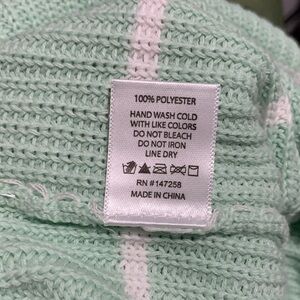 100% POLYESTER
HAND WASH COLD
WITH LIKE COLORS
DO NOT BLEACH
DO NOT IRON
LINE DRY
RN #147258
MADE IN CHINA